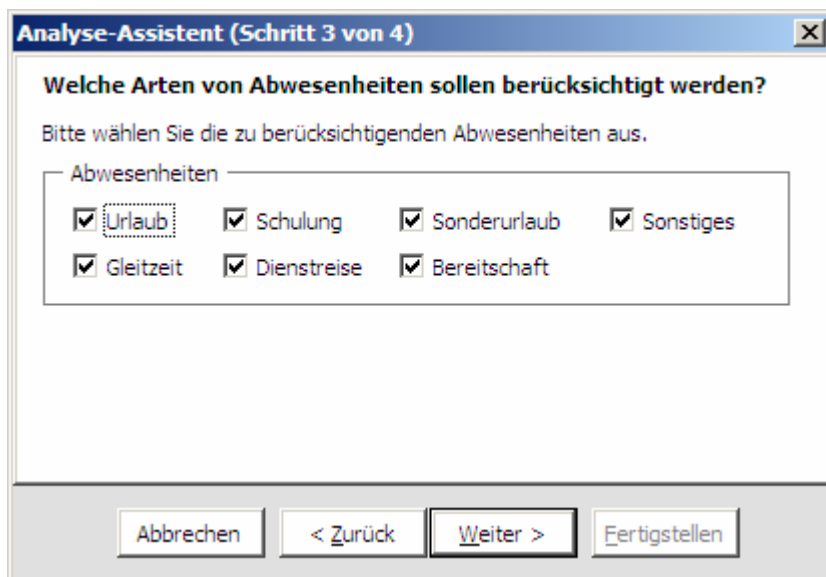 Analyse-Assistent (Schritt 3 von 4)
Welche Arten von Abwesenheiten sollen berücksichtigt werden?
Bitte wählen Sie die zu berücksichtigenden Abwesenheiten aus.
Abwesenheiten
Urlaub Schulung Sonderurlaub Sonstiges
Gleitzeit Dienstreise Bereitschaft
Abbrechen < Zurück Weiter > Fertigstellen